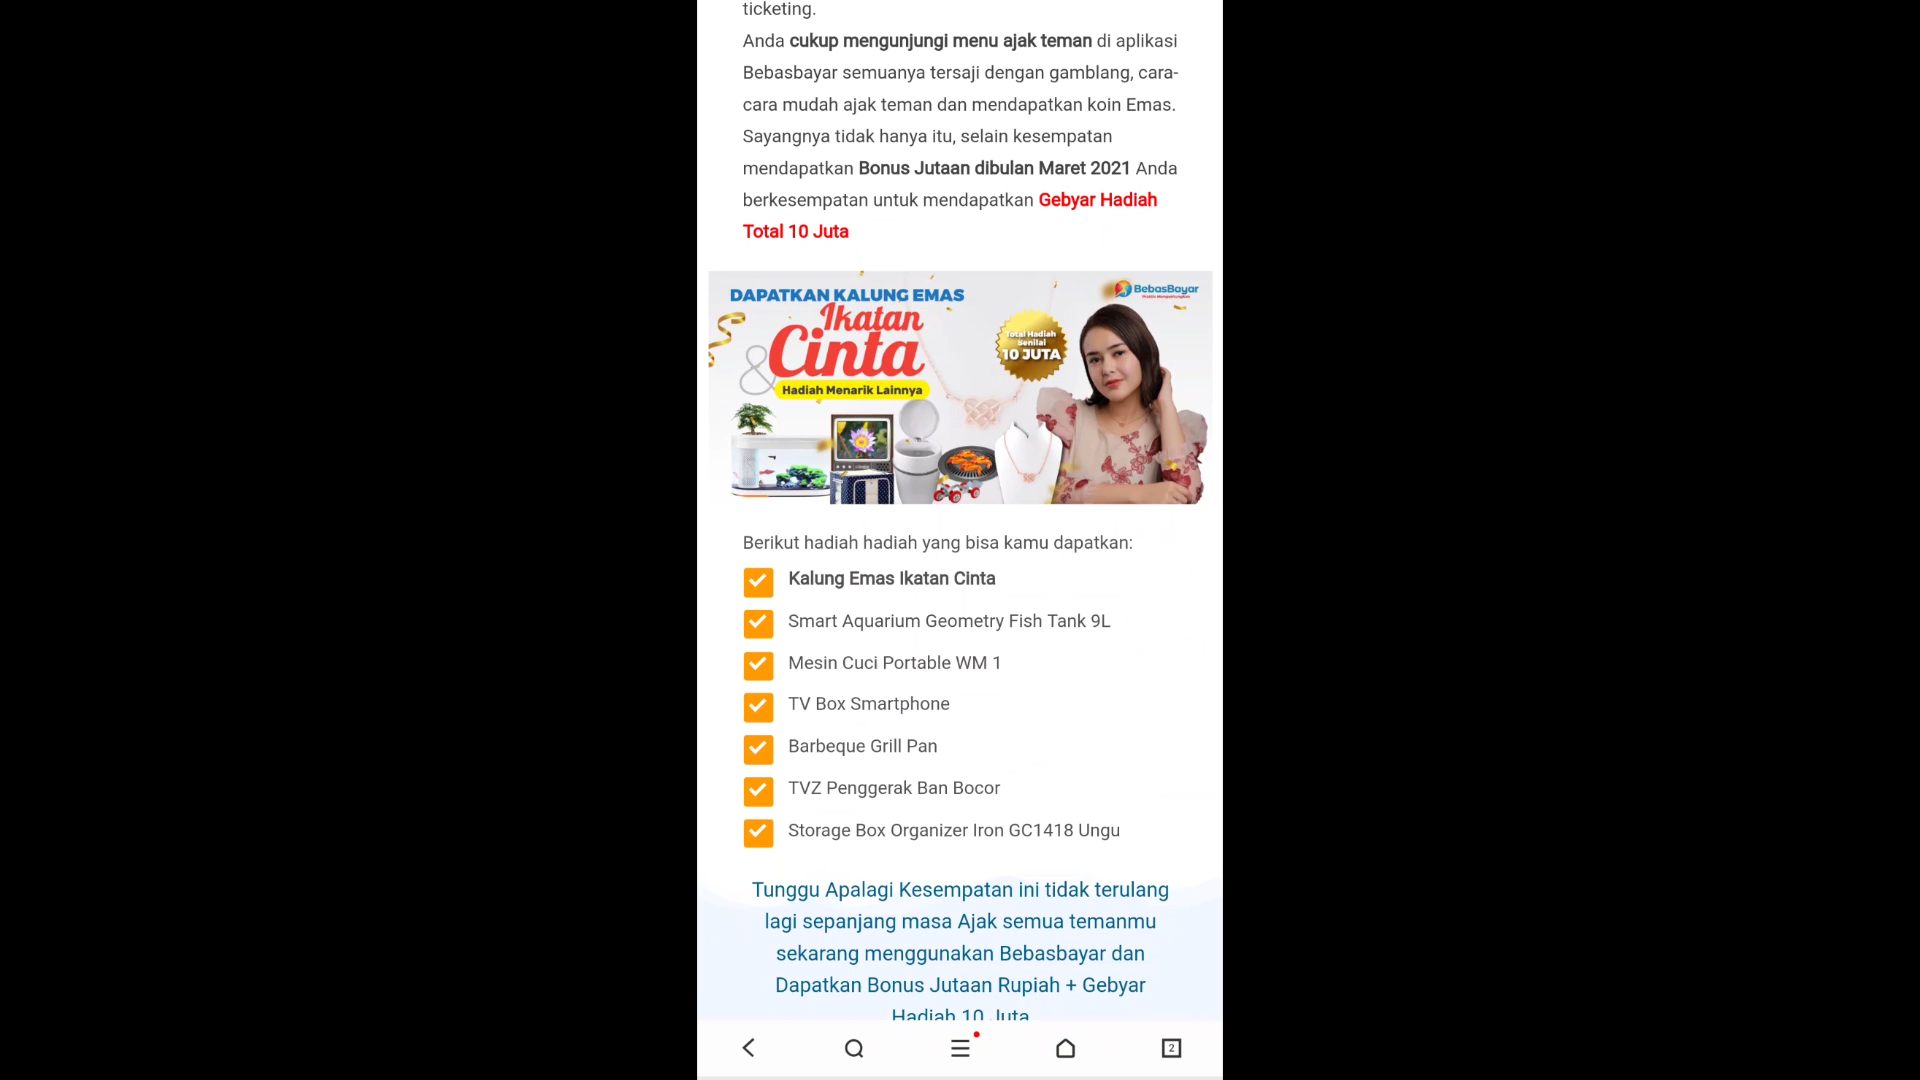 ticketing.
Anda cukup mengunjungi menu ajak teman di aplikasi
Bebasbayar semuanya tersaji dengan gamblang, cara-
cara mudah ajak teman dan mendapatkan koin Emas.
Sayangnya tidak hanya itu, selain kesempatan
mendapatkan Bonus Jutaan dibulan Maret 2021 Anda
berkesempatan untuk mendapatkan Gebyar Hadiah
Total 10 Juta
DAPATKAN KALUNG EMAS
Ikatan
Cinta
&
Hadiah Menarik Lainnya
Total Hadiah
Senilai
10 JUTA
BebasBayar
Praktis Menguntungkan
Berikut hadiah hadiah yang bisa kamu dapatkan:
Kalung Emas Ikatan Cinta
Smart Aquarium Geometry Fish Tank 9L
Mesin Cuci Portable WM 1
TV Box Smartphone
Barbeque Grill Pan
TVZ Penggerak Ban Bocor
Storage Box Organizer Iron GC1418 Ungu
Tunggu Apalagi Kesempatan ini tidak terulang
lagi sepanjang masa Ajak semua temanmu
sekarang menggunakan Bebasbayar dan
Dapatkan Bonus Jutaan Rupiah + Gebyar
Hadiah 10 Juta
2